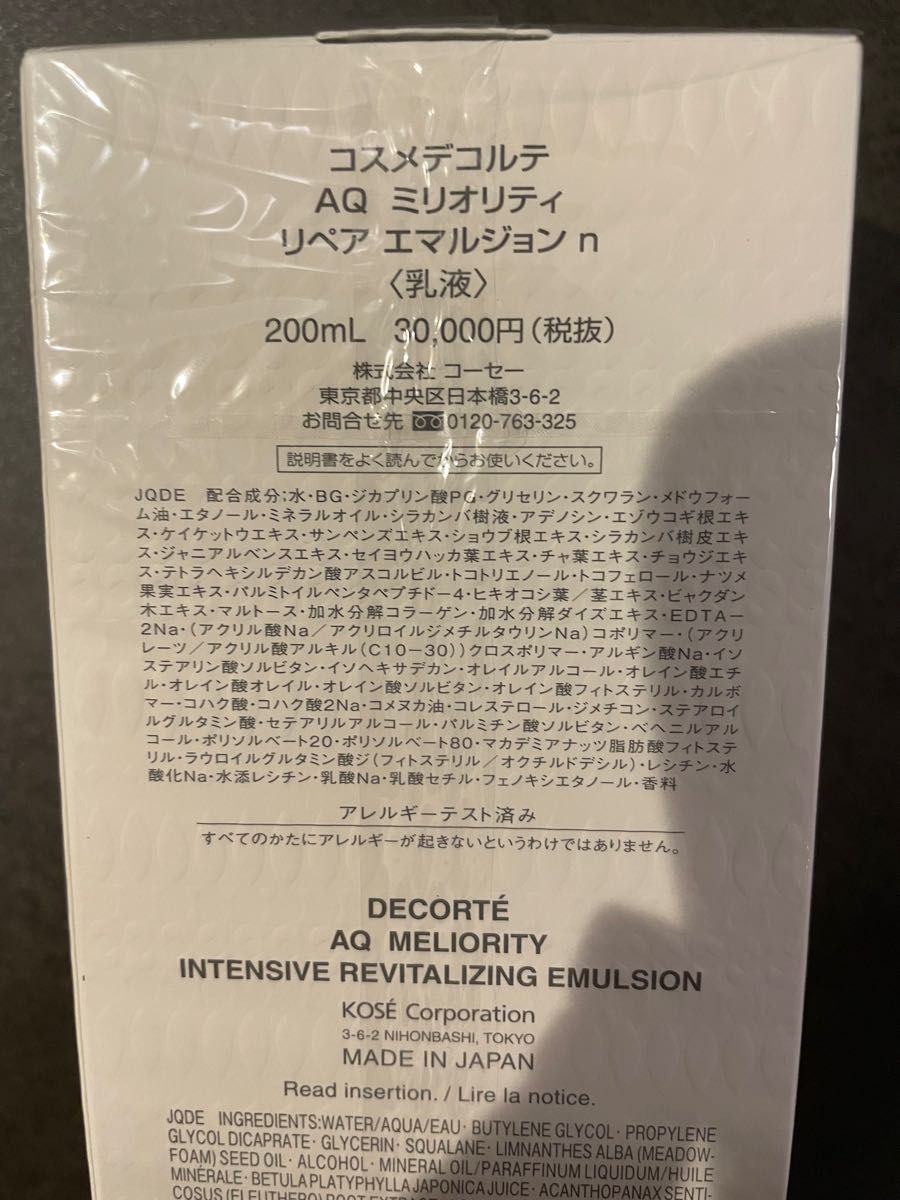 コスメデコルテ
AQ ミリオリティ
リペア エマルジョン n
〈乳液〉
200mL 30,000円(税抜)
株式会社 コーセー
東京都中央区日本橋3-6-2
お問合せ先 0120-763-325
説明書をよく読んでからお使いください。
JQDE 配合成分:水・BG・ジカプリン酸PG・グリセリン・スクワラン・メドウフォー
ム油・エタノール・ミネラルオイル・シラカンバ樹液・アデノシン・エゾウコギ根エキ
ス・ケイケットウエキス・サンペンズエキス・ショウブ根エキス・シラカンバ樹皮エキ
ス・ジャニアルベンスエキス・セイヨウハッカ葉エキス・チャ葉エキス・チョウジエキ
ス・テトラヘキシルデカン酸アスコルビル・トコトリエノール・トコフェロール・ナツメ
果実エキス・パルミトイルペンタペプチド-4・ヒキオコシ葉/茎エキス・ビャクダン
木エキス・マルトース・加水分解コラーゲン・加水分解ダイズエキス・EDTA-
2Na・(アクリル酸Na/アクリロイルジメチルタウリンNa)コポリマー・(アクリ
レーツ/アクリル酸アルキル(C10-30))クロスポリマー・アルギン酸Na・イソ
ステアリン酸ソルビタン・イソヘキサデカン・オレイルアルコール・オレイン酸エチ
ル・オレイン酸オレイル・オレイン酸ソルビタン・オレイン酸フィトステリル・カルボ
マー・コハク酸・コハク酸2Na・コメヌカ油・コレステロール・ジメチコン・ステアロイ
ルグルタミン酸・セテアリルアルコール・パルミチン酸ソルビタン・ベヘニルアル
コール・ポリソルベート20・ポリソルベート80・マカデミアナッツ脂肪酸フィトステ
リル・ラウロイルグルタミン酸ジ(フィトステリル/オクチルドデシル)・レシチン・水
酸化Na・水添レシチン・乳酸Na・乳酸セチル・フェノキシエタノール・香料
アレルギーテスト済み
すべてのかたにアレルギーが起きないというわけではありません。
DECORTÉ
AQ MELIORITY
INTENSIVE REVITALIZING EMULSION
KOSÉ Corporation
3-6-2 NIHONBASHI, TOKYO
MADE IN JAPAN
Read insertion. / Lire la notice.
JQDE INGREDIENTS:WATER/AQUA/EAU· BUTYLENE GLYCOL· PROPYLENE
GLYCOL DICAPRATE· GLYCERIN· SQUALANE· LIMNANTHES ALBA (MEADOW-
FOAM) SEED OIL· ALCOHOL· MINERAL OIL/PARAFFINUM LIQUIDUM/HUILE
MINÉRALE· BETULA PLATYPHYLLA JAPONICA JUICE· ACANTHOPANAX SENTI-
COSUS (ELEUTHERO) ROOT EXTRACT